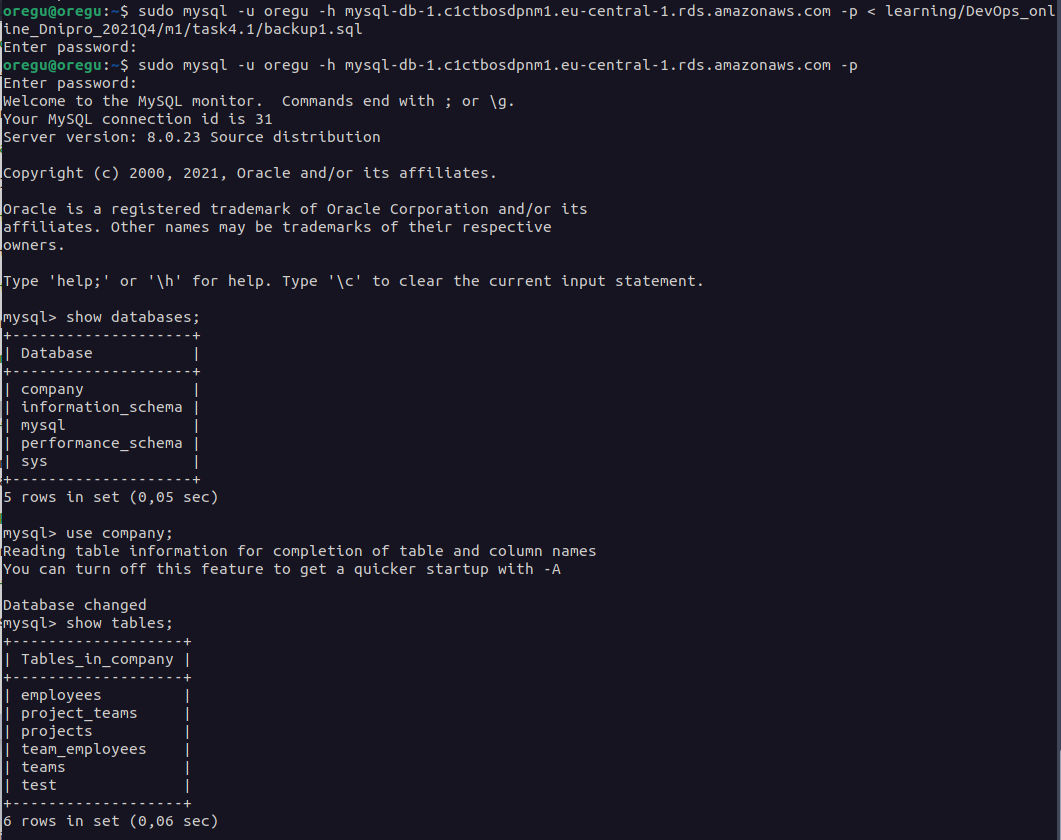 oregu@oregu:~$ sudo mysql -u oregu -h mysql-db-1.c1ctbosdpnm1.eu-central-1.rds.amazonaws.com -p < learning/DevOps_onl
ine_Dnipro_2021Q4/m1/task4.1/backup1.sql
Enter password:
oregu@oregu:~$ sudo mysql -u oregu -h mysql-db-1.c1ctbosdpnm1.eu-central-1.rds.amazonaws.com -p
Enter password:
Welcome to the MySQL monitor.  Commands end with ; or \g.
Your MySQL connection id is 31
Server version: 8.0.23 Source distribution

Copyright (c) 2000, 2021, Oracle and/or its affiliates.

Oracle is a registered trademark of Oracle Corporation and/or its
affiliates. Other names may be trademarks of their respective
owners.

Type 'help;' or '\h' for help. Type '\c' to clear the current input statement.

mysql> show databases;
+--------------------+
| Database           |
+--------------------+
| company            |
| information_schema |
| mysql              |
| performance_schema |
| sys                |
+--------------------+
5 rows in set (0,05 sec)

mysql> use company;
Reading table information for completion of table and column names
You can turn off this feature to get a quicker startup with -A

Database changed
mysql> show tables;
+-------------------+
| Tables_in_company |
+-------------------+
| employees         |
| project_teams     |
| projects          |
| team_employees    |
| teams             |
| test              |
+-------------------+
6 rows in set (0,06 sec)